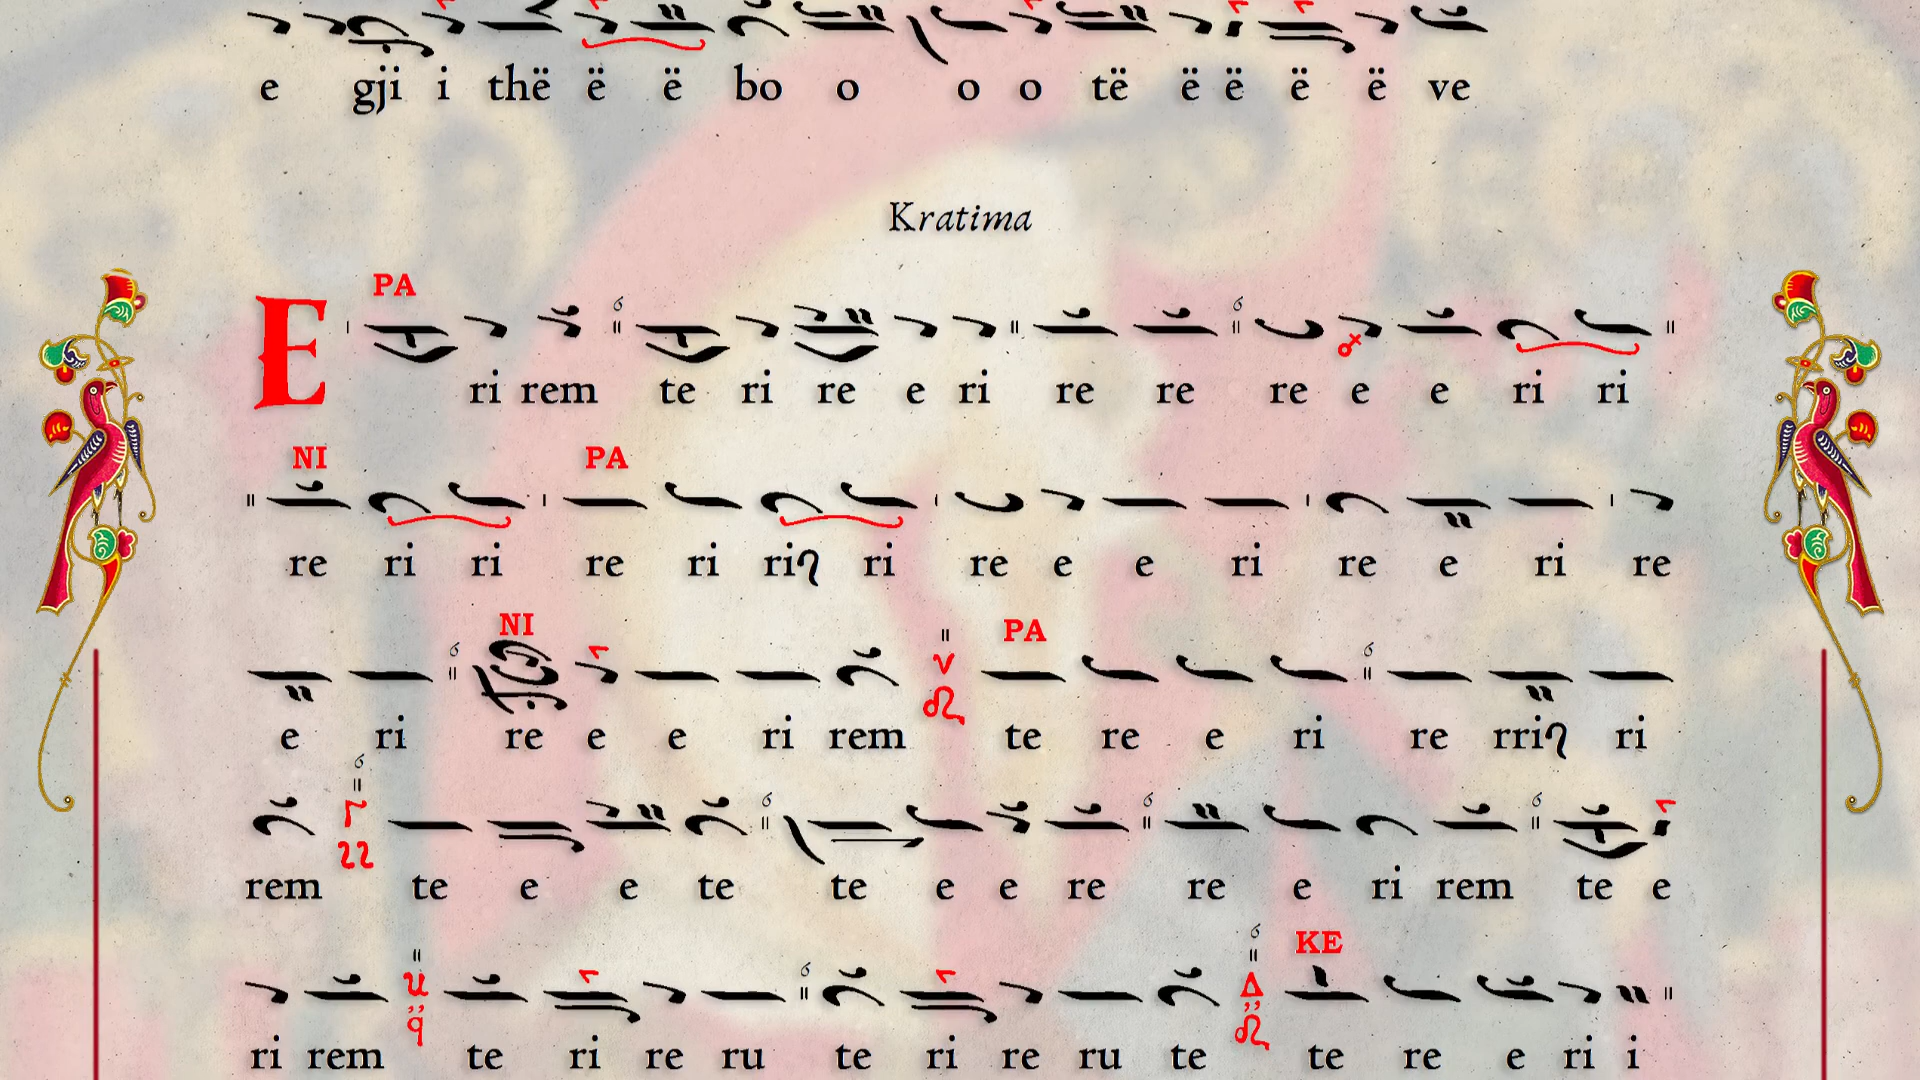 e gji i thë ë ë bo o o o të ë ë ë ë ve
Kratima
PA
E ri rem te ri re e ri re re re e e ri ri
NI PA
re ri ri re ri ri ri re e e ri re e ri re
NI PA
e ri re e e ri rem te re e ri re rri ri
rem te e e te te e e re re e ri rem te e
KE
ri rem te ri re ru te ri re ru te te re e ri i